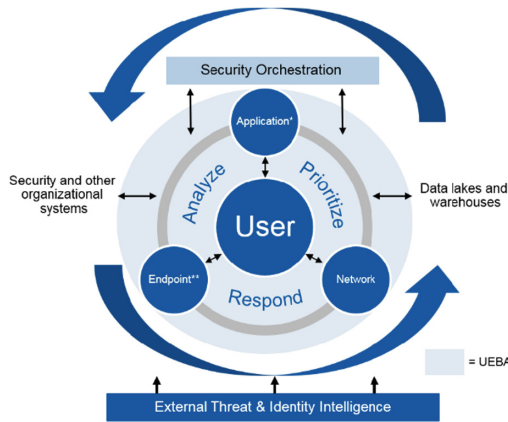 Security Orchestration
Application*
Analyze
Prioritize
Security and other
organizational
systems
Data lakes and
warehouses
User
Endpoint**
Network
Respond
= UEBA
External Threat & Identity Intelligence